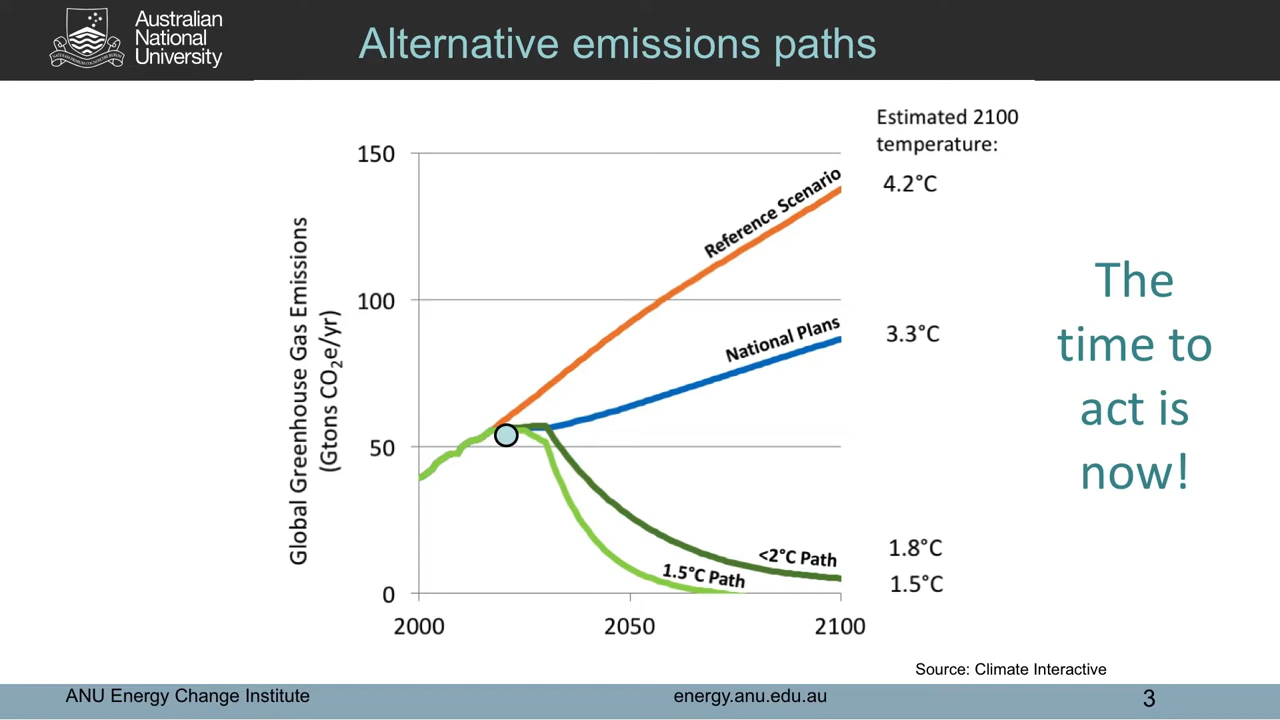 Australian
National
University
Alternative emissions paths
Estimated 2100
temperature:
150
100
50
0
Global Greenhouse Gas Emissions
(Gtons CO₂e/yr)
Reference Scenario
4.2°C
National Plans
3.3°C
<2°C Path
1.8°C
1.5°C Path
1.5°C
2000
2050
2100
The
time to
act is
now!
Source: Climate Interactive
ANU Energy Change Institute
energy.anu.edu.au
3